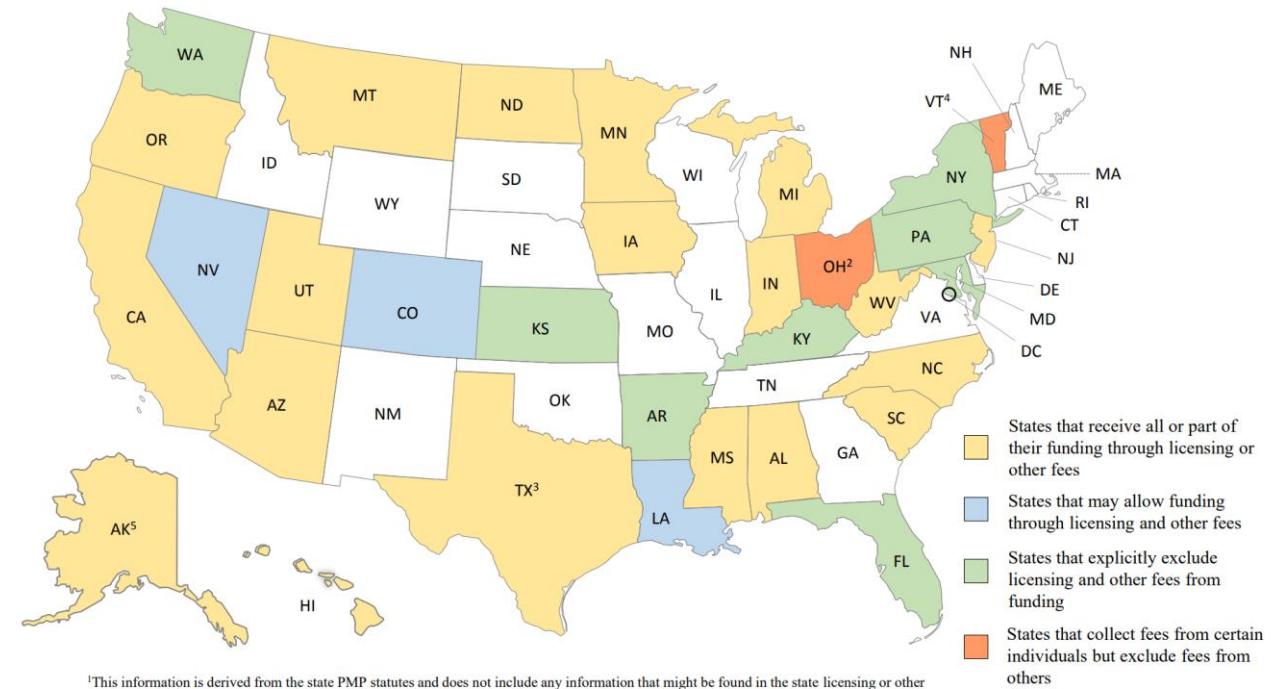 WA
MT
ND
MN
OR
ID
WY
SD
WI
MI
NH
VT⁴
ME
NY
MA
RI
CT
NJ
PA
DE
MD
DC
NV
UT
CO
NE
IA
IL
IN
OH²
WV
VA
CA
KS
MO
KY
AZ
NM
OK
AR
TN
NC
SC
MS
AL
GA
TX³
LA
FL
AK⁵
HI
States that receive all or part of
their funding through licensing or
other fees
States that may allow funding
through licensing and other fees
States that explicitly exclude
licensing and other fees from
funding
States that collect fees from certain
individuals but exclude fees from
others
¹This information is derived from the state PMP statutes and does not include any information that might be found in the state licensing or other